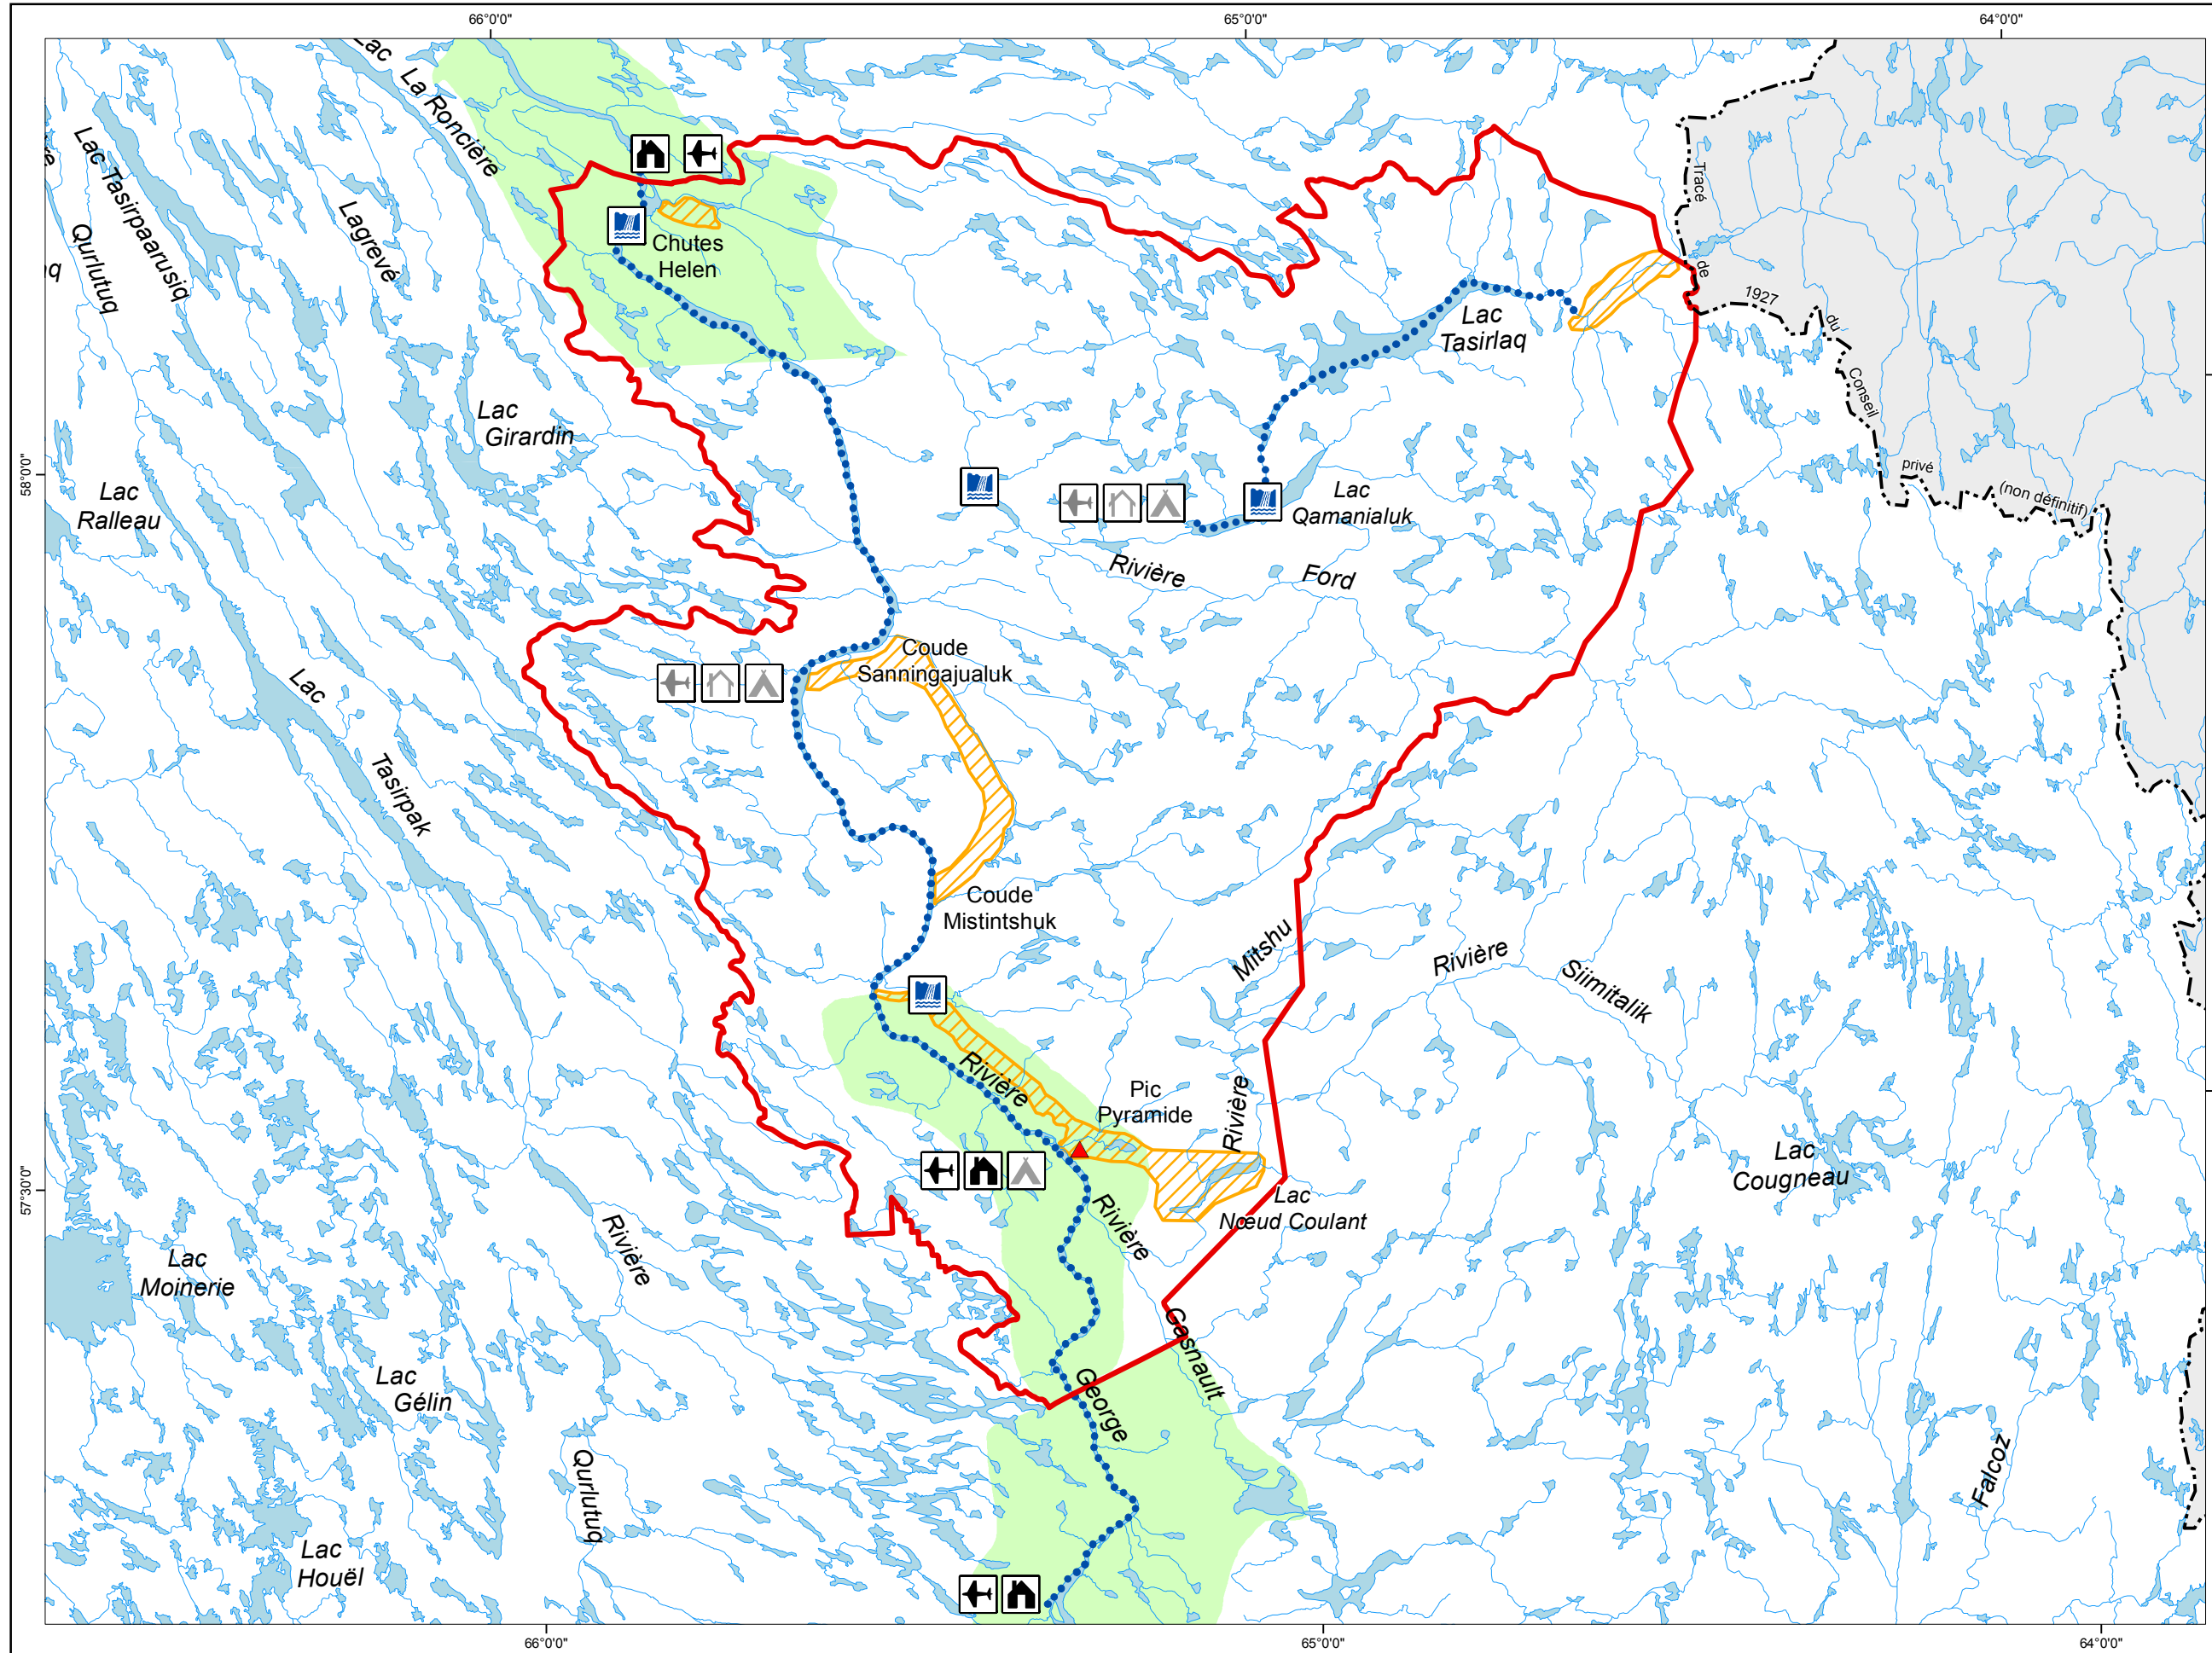 66°0'0"
65°0'0"
64°0'0"
Lac
La Roncière
Lac Tasirpaarusiq
Qurlutuq
Lagrevé
Chutes
Helen
Tracé
de
1927
du
Conseil
privé
(non définitif)
Lac
Tasirlaq
Lac
Girardin
58°0'0"
Lac
Ralleau
Lac
Qamanialuk
Rivière
Ford
Coude
Sanningajualuk
Lac
Tasirpak
Coude
Mistintshuk
Mitshu
Rivière
Rivière
Siimitalik
Rivière
Pic
Pyramide
57°30'0"
Lac
Cougneau
Lac
Nœud Coulant
Rivière
Rivière
Lac
Moinerie
Gasnault
George
Lac
Gélin
Qurlutuq
Falcoz
Lac
Houël
66°0'0"
65°0'0"
64°0'0"